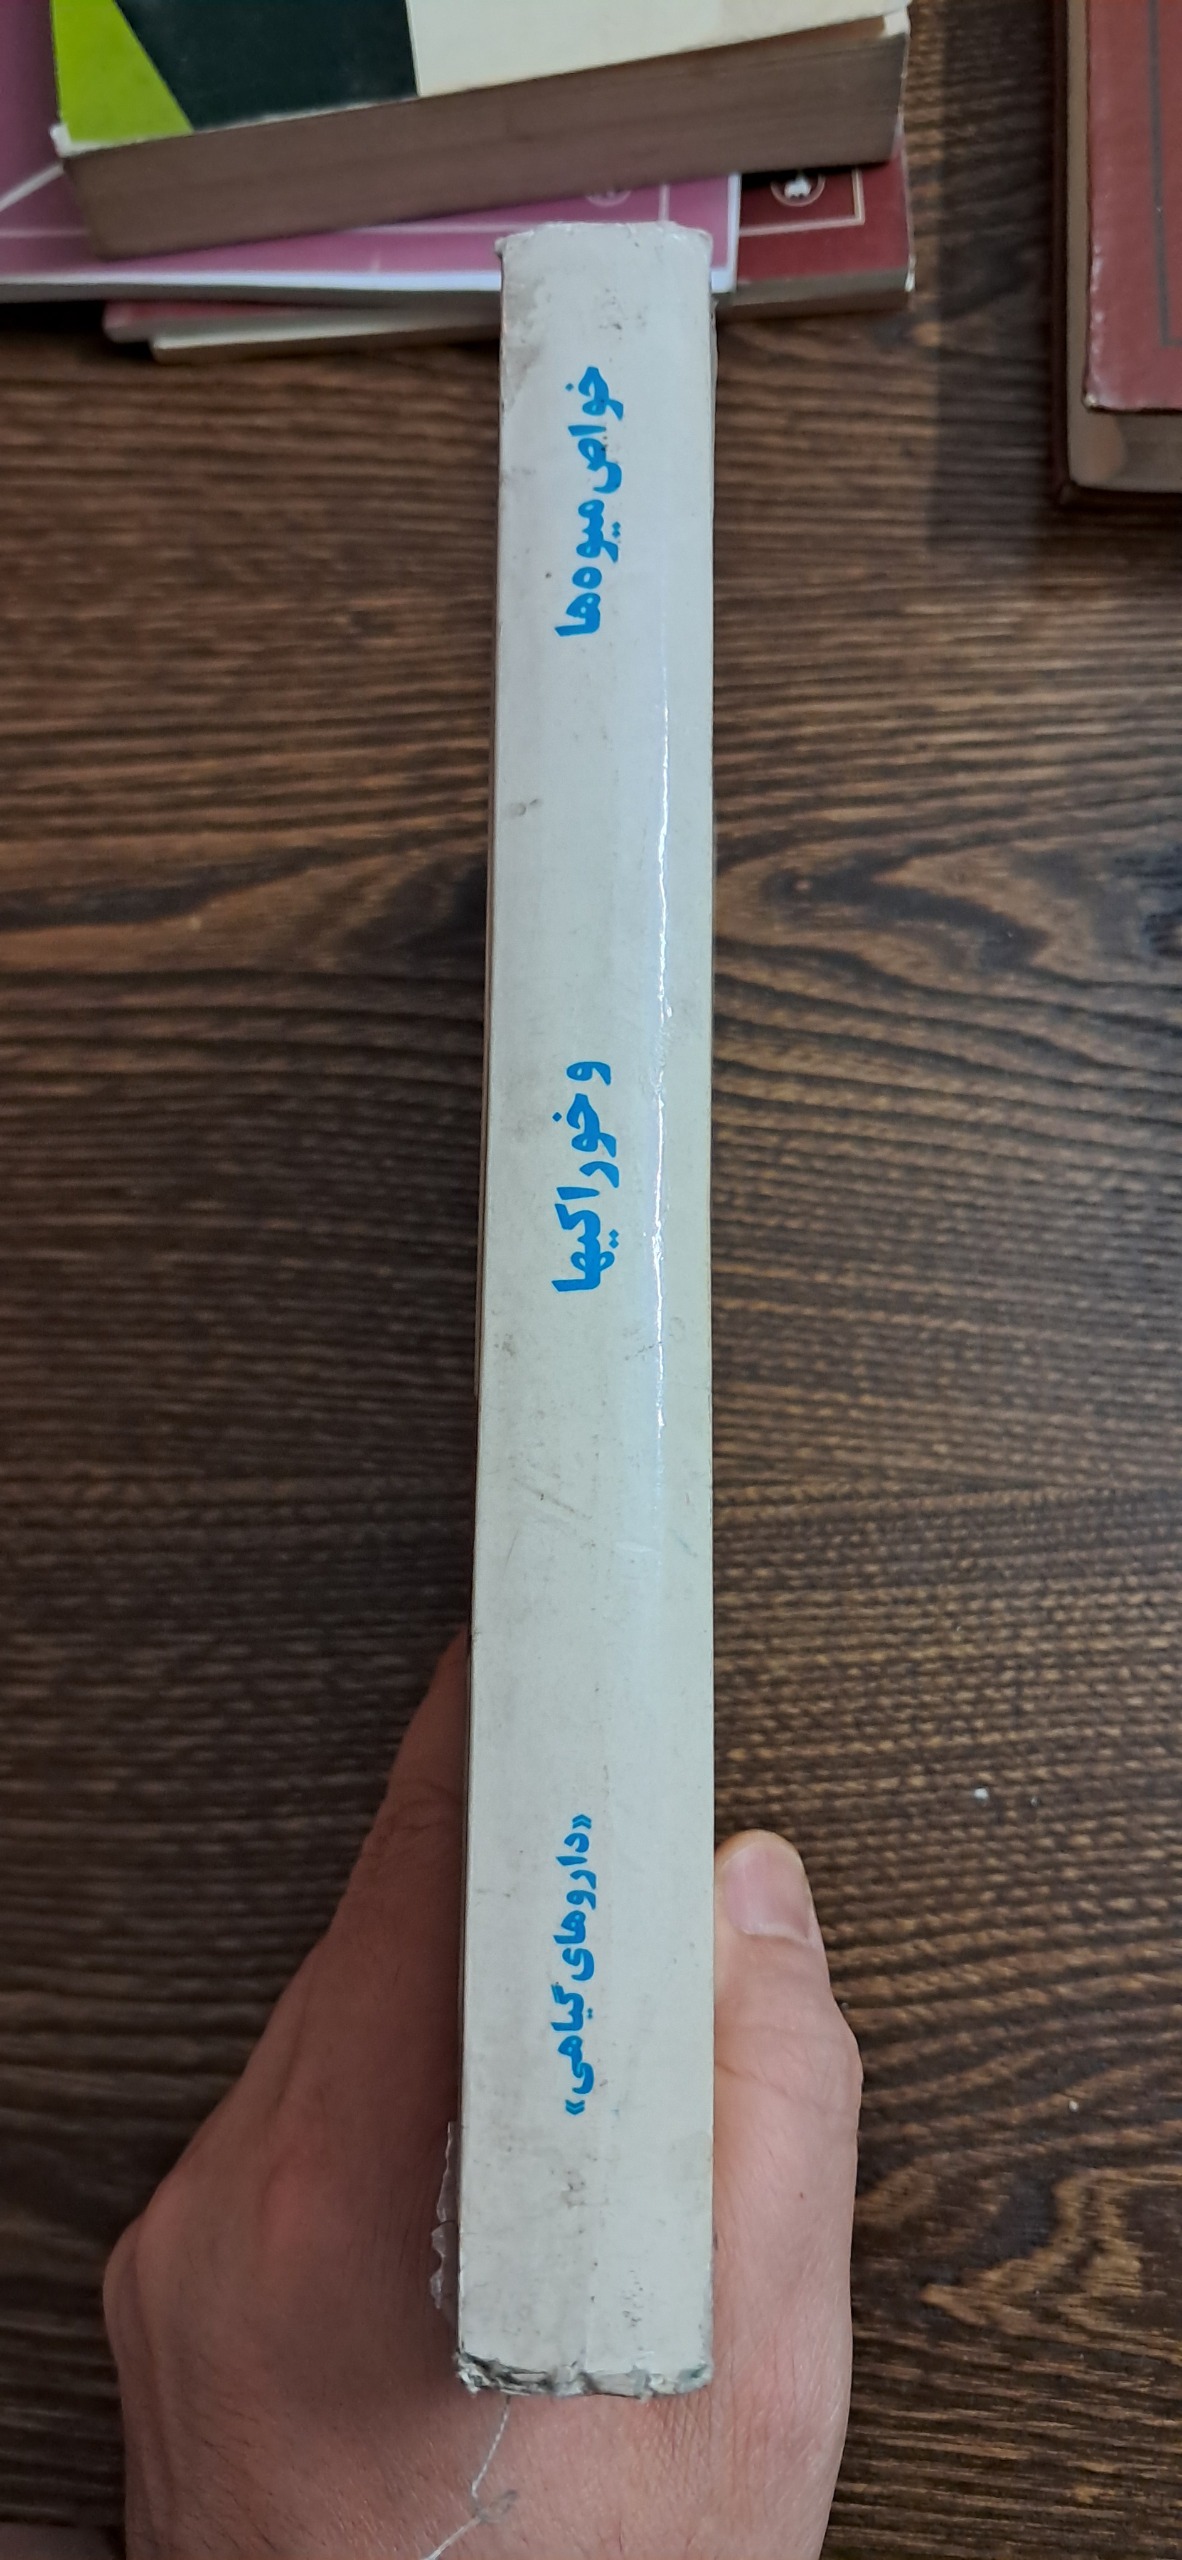 خواص میوه‌ها
و خوراکیها
«داروهای گیاهی»